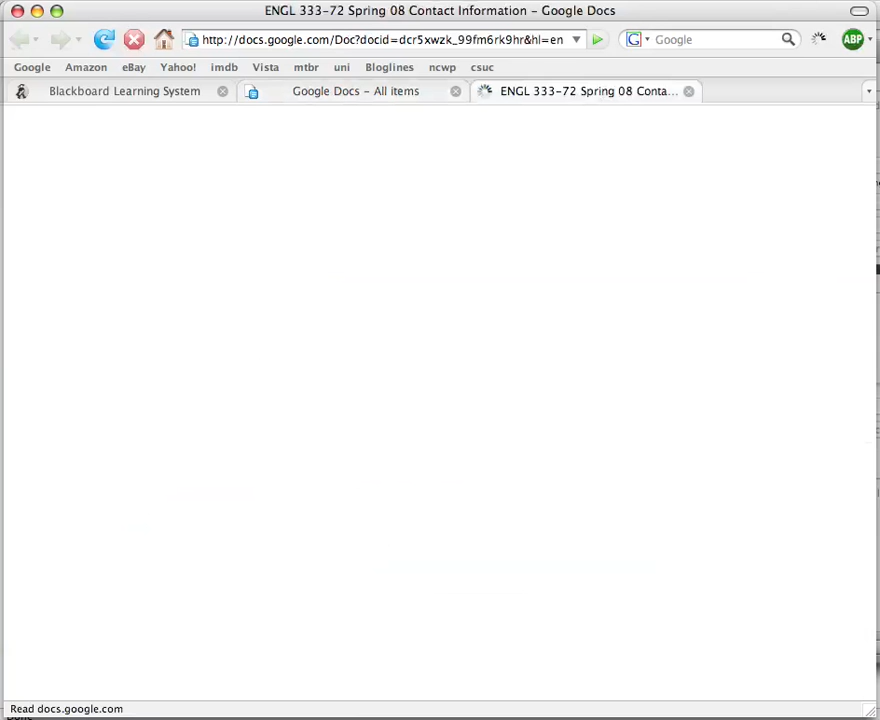 ENGL 333-72 Spring 08 Contact Information - Google Docs
http://docs.google.com/Doc?docid=dcr5xwzk_99fm6rk9hr&hl=en
G Google
ABP
Google Amazon eBay Yahoo! imdb Vista mtbr uni Bloglines ncwp csuc
Blackboard Learning System Google Docs - All items ENGL 333-72 Spring 08 Conta...
Read docs.google.com